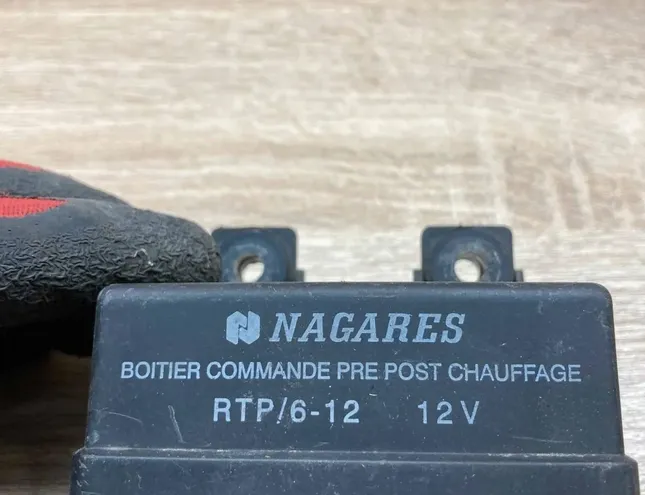 NAGARES
BOITIER COMMANDE PRE POST CHAUFFAGE
RTP/6-12 12V